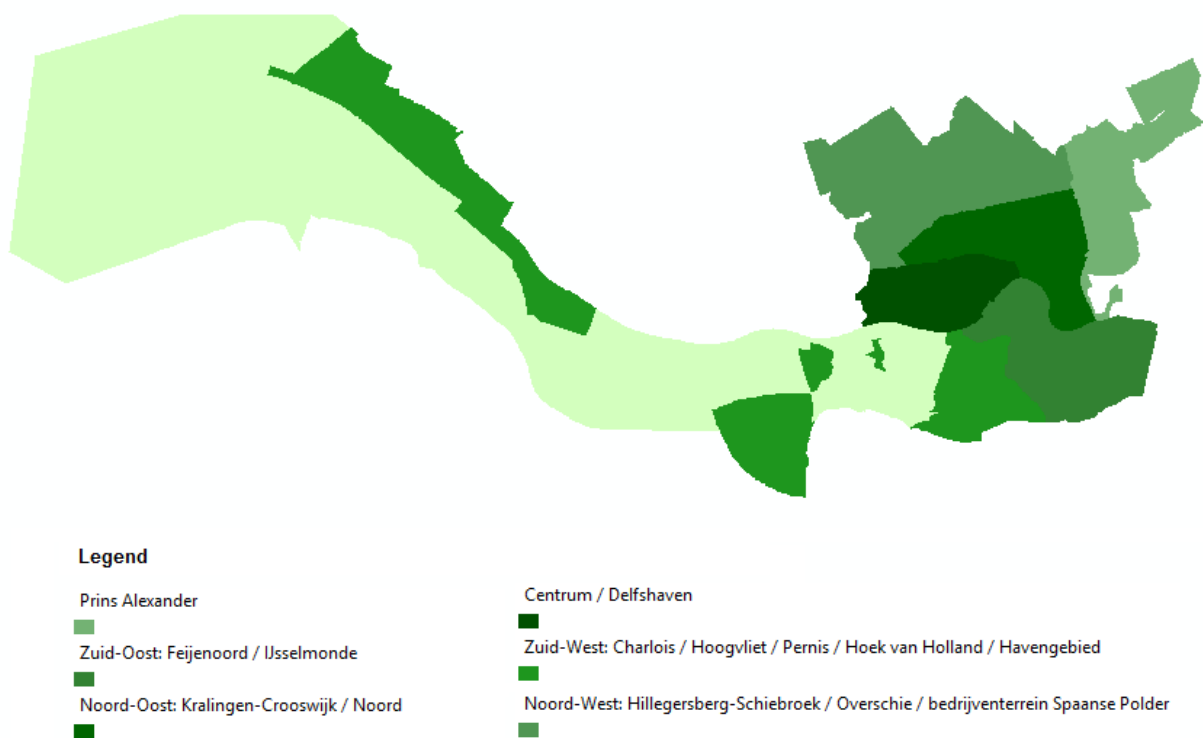 Legend
Prins Alexander
Zuid-Oost: Feijenoord / IJsselmonde
Noord-Oost: Kralingen-Crooswijk / Noord
Centrum / Delfshaven
Zuid-West: Charlois / Hoogvliet / Pernis / Hoek van Holland / Havengebied
Noord-West: Hillegersberg-Schiebroek / Overschie / bedrijventerrein Spaanse Polder